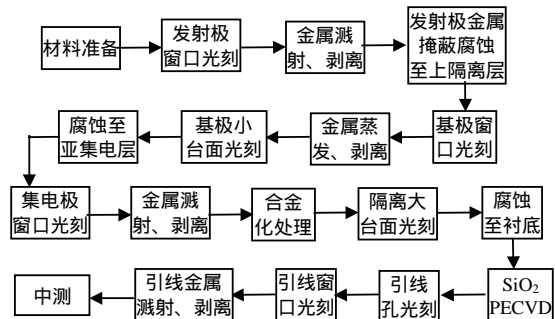 材料准备
发射极
窗口光刻
金属溅
射、剥离
发射极金属
掩蔽腐蚀
至上隔离层
基极窗
口光刻
金属蒸
发、剥离
基极小
台面光刻
腐蚀至
亚集电层
集电极
窗口光刻
金属溅
射、剥离
合金
化处理
隔离大
台面光刻
腐蚀
至衬底
SiO₂
PECVD
引线
孔光刻
引线窗
口光刻
引线金属
溅射、剥离
中测